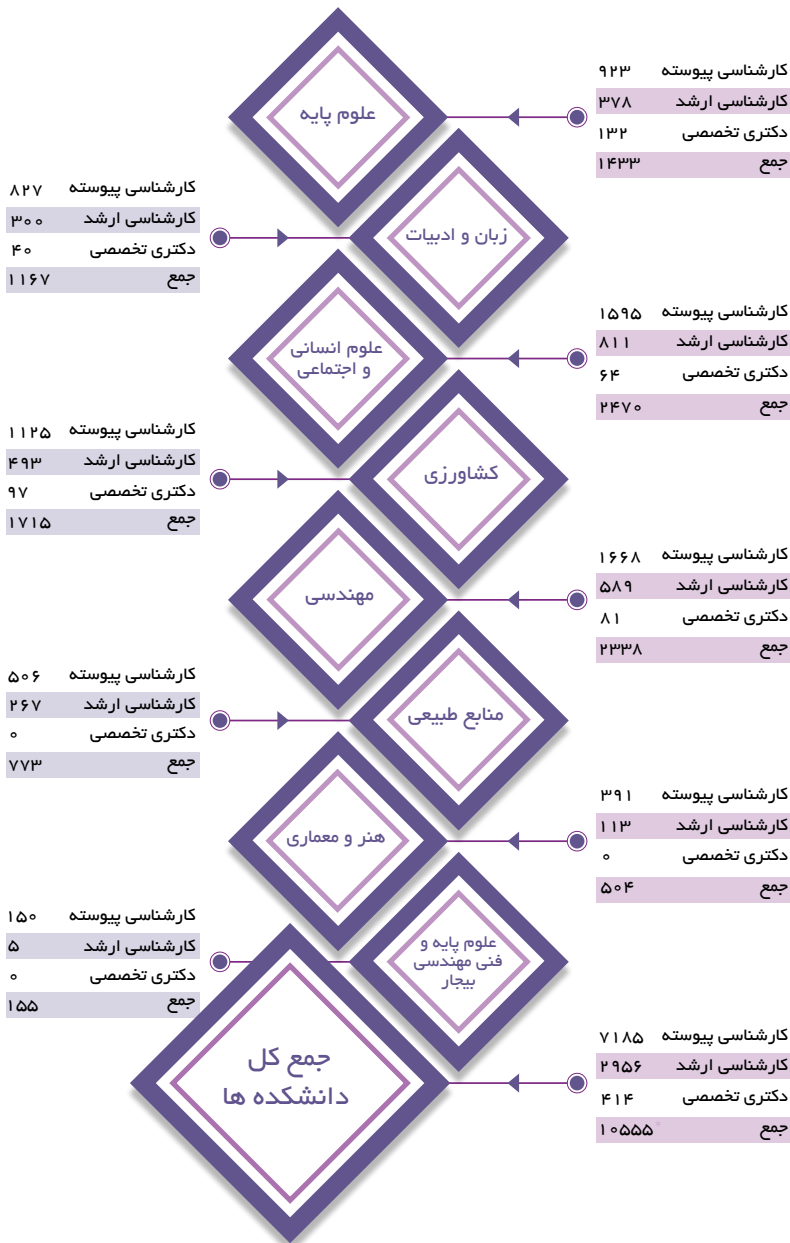 علوم پایه
کارشناسی پیوسته ۹۲۳
کارشناسی ارشد ۳۷۸
دکتری تخصصی ۱۳۲
جمع ۱۴۳۳
زبان و ادبیات
کارشناسی پیوسته ۸۲۷
کارشناسی ارشد ۳۰۰
دکتری تخصصی ۴۰
جمع ۱۱۶۷
علوم انسانی
و اجتماعی
کارشناسی پیوسته ۱۵۹۵
کارشناسی ارشد ۸۱۱
دکتری تخصصی ۶۴
جمع ۲۴۷۰
کشاورزی
کارشناسی پیوسته ۱۱۲۵
کارشناسی ارشد ۴۹۳
دکتری تخصصی ۹۷
جمع ۱۷۱۵
مهندسی
کارشناسی پیوسته ۱۶۶۸
کارشناسی ارشد ۵۸۹
دکتری تخصصی ۸۱
جمع ۲۳۳۸
منابع طبیعی
کارشناسی پیوسته ۵۰۶
کارشناسی ارشد ۲۶۷
دکتری تخصصی ۰
جمع ۷۷۳
هنر و معماری
کارشناسی پیوسته ۳۹۱
کارشناسی ارشد ۱۱۳
دکتری تخصصی ۰
جمع ۵۰۴
علوم پایه و
فنی مهندسی
بیجار
کارشناسی پیوسته ۱۵۰
کارشناسی ارشد ۵
دکتری تخصصی ۰
جمع ۱۵۵
جمع کل
دانشکده ها
کارشناسی پیوسته ۷۱۸۵
کارشناسی ارشد ۲۹۵۶
دکتری تخصصی ۴۱۴
جمع ۱۰۵۵۵